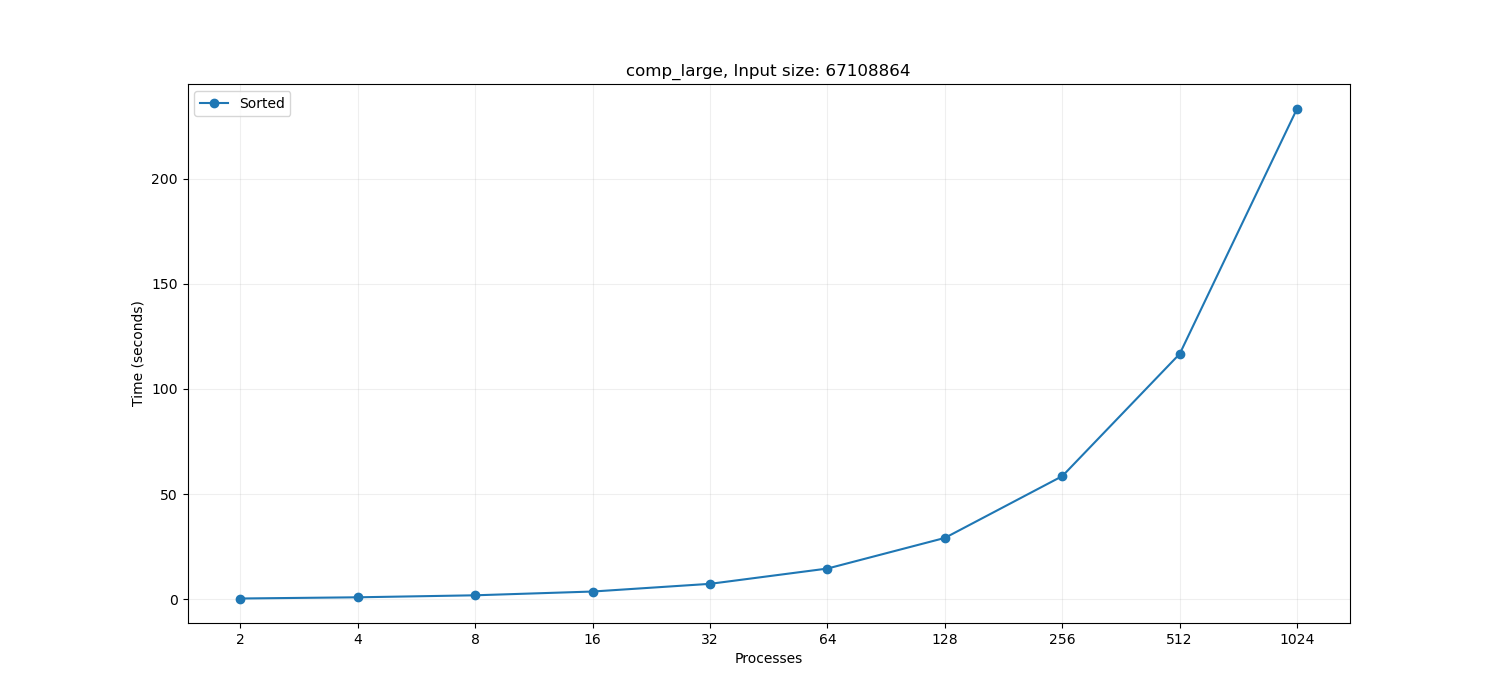 comp_large, Input size: 67108864
Sorted
Time (seconds)
200
150
100
50
0
2 4 8 16 32 64 128 256 512 1024
Processes